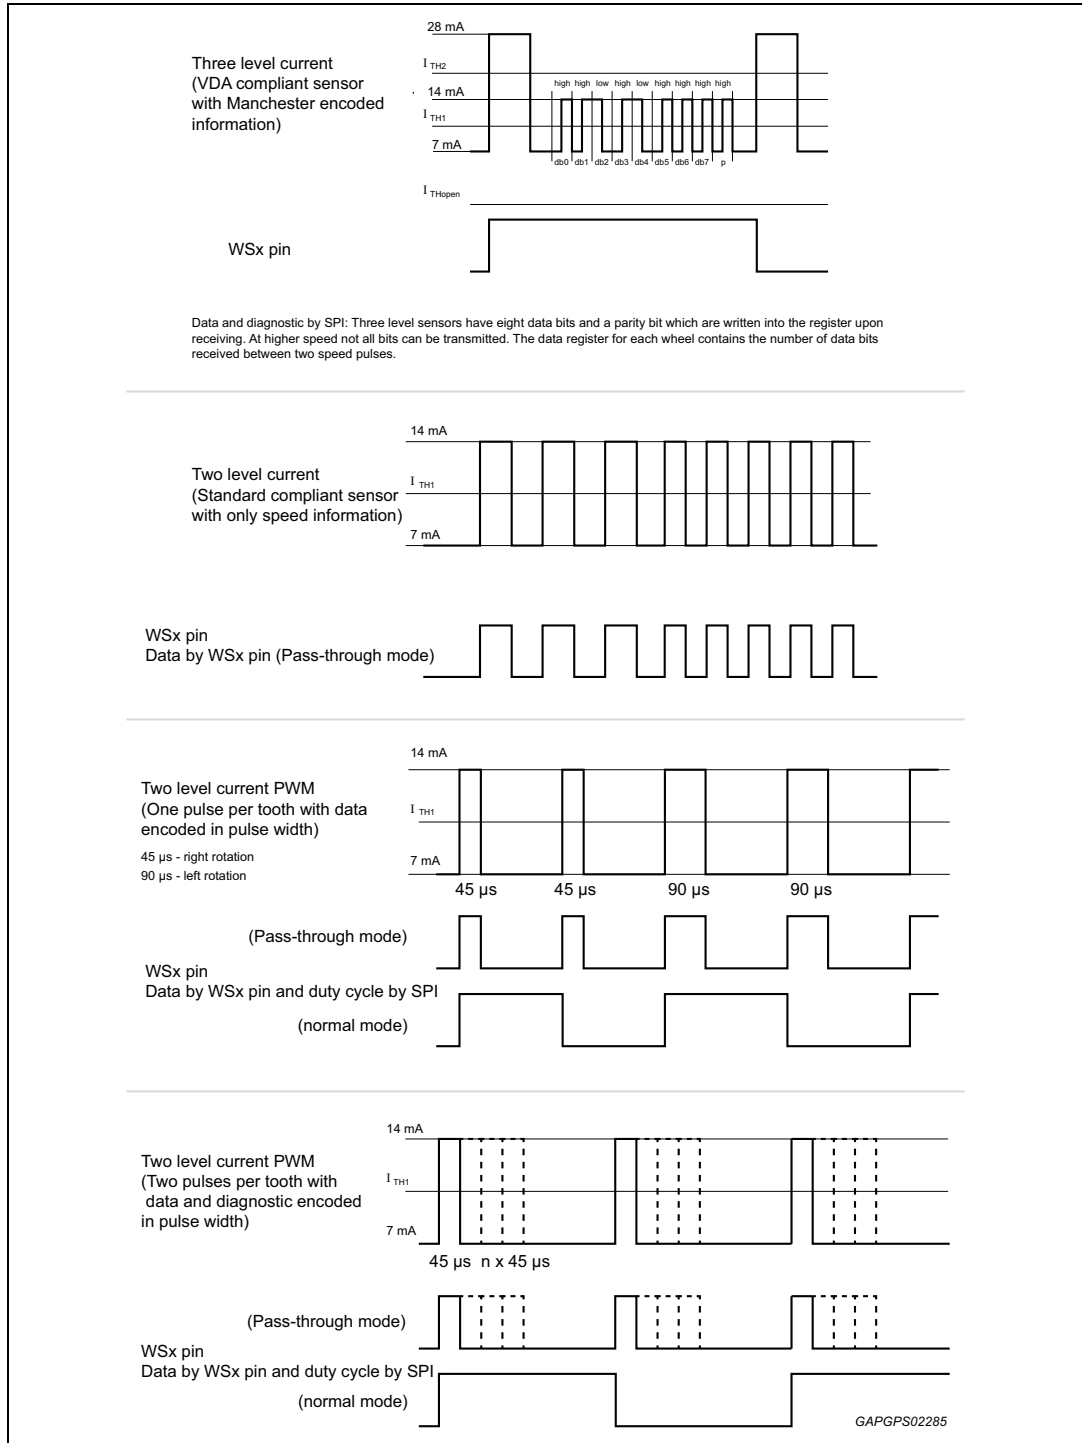 28 mA
Three level current
(VDA compliant sensor
with Manchester encoded
information)
I TH2
high high low high low high high high high
14 mA
I TH1
7 mA
db0 db1 db2 db3 db4 db5 db6 db7 p
I THopen
WSx pin
Data and diagnostic by SPI: Three level sensors have eight data bits and a parity bit which are written into the register upon
receiving. At higher speed not all bits can be transmitted. The data register for each wheel contains the number of data bits
received between two speed pulses.
14 mA
Two level current
(Standard compliant sensor
with only speed information)
I TH1
7 mA
WSx pin
Data by WSx pin (Pass-through mode)
14 mA
Two level current PWM
(One pulse per tooth with data
encoded in pulse width)
I TH1
45 µs - right rotation
90 µs - left rotation
7 mA
45 µs 45 µs 90 µs 90 µs
(Pass-through mode)
WSx pin
Data by WSx pin and duty cycle by SPI
(normal mode)
14 mA
Two level current PWM
(Two pulses per tooth with
data and diagnostic encoded
in pulse width)
I TH1
7 mA
45 µs n x 45 µs
(Pass-through mode)
WSx pin
Data by WSx pin and duty cycle by SPI
(normal mode)
GAPGPS02285